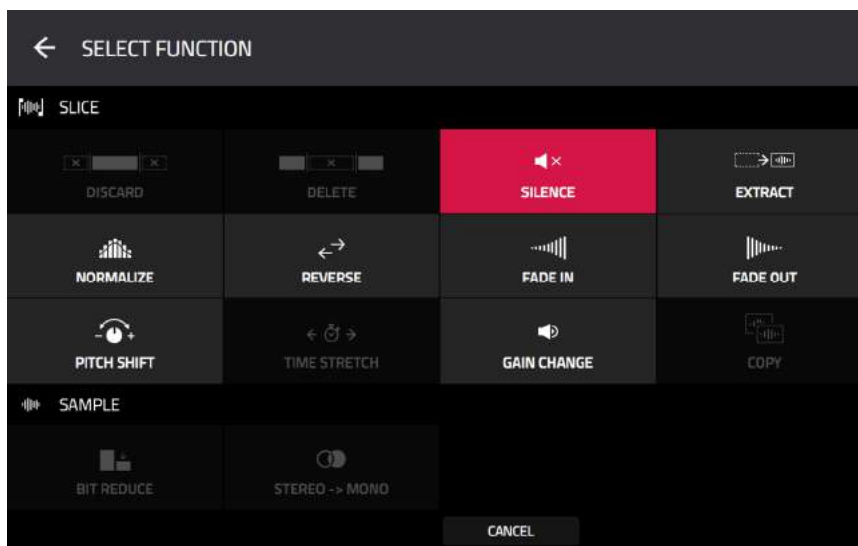 SELECT FUNCTION
SLICE
DISCARD
DELETE
SILENCE
EXTRACT
NORMALIZE
REVERSE
FADE IN
FADE OUT
PITCH SHIFT
TIME STRETCH
GAIN CHANGE
COPY
SAMPLE
BIT REDUCE
STEREO -> MONO
CANCEL